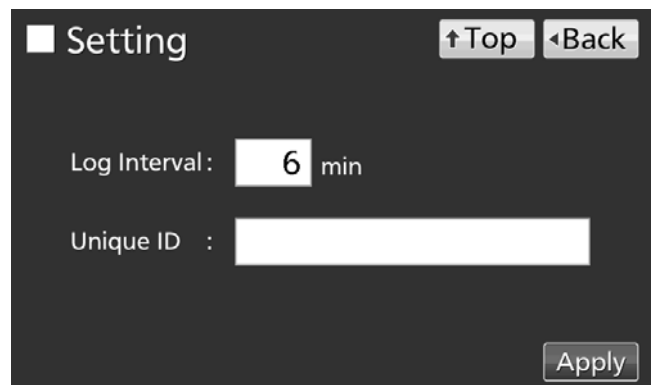 Setting
↑Top
◂Back
Log Interval: 6 min
Unique ID :
Apply